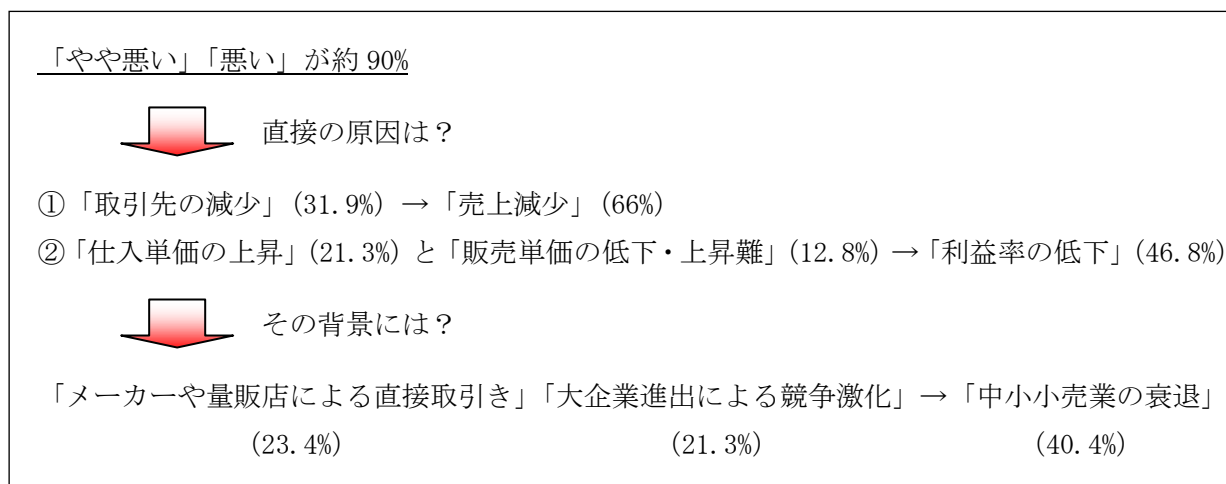 「やや悪い」「悪い」が約 90%
直接の原因は？
①「取引先の減少」(31.9%) →「売上減少」(66%)
②「仕入単価の上昇」(21.3%) と「販売単価の低下・上昇難」(12.8%) →「利益率の低下」(46.8%)
その背景には？
「メーカーや量販店による直接取引き」「大企業進出による競争激化」→「中小小売業の衰退」
(23.4%) (21.3%) (40.4%)